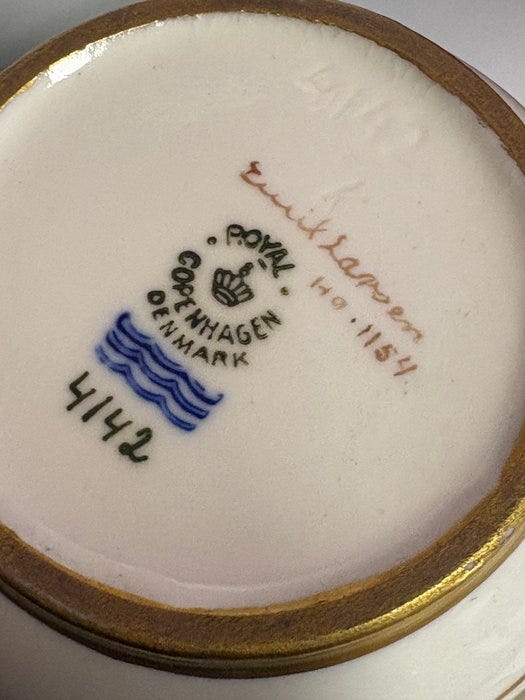 Emil Larsen
No. 1154.
ROYAL
COPENHAGEN
DENMARK
4142